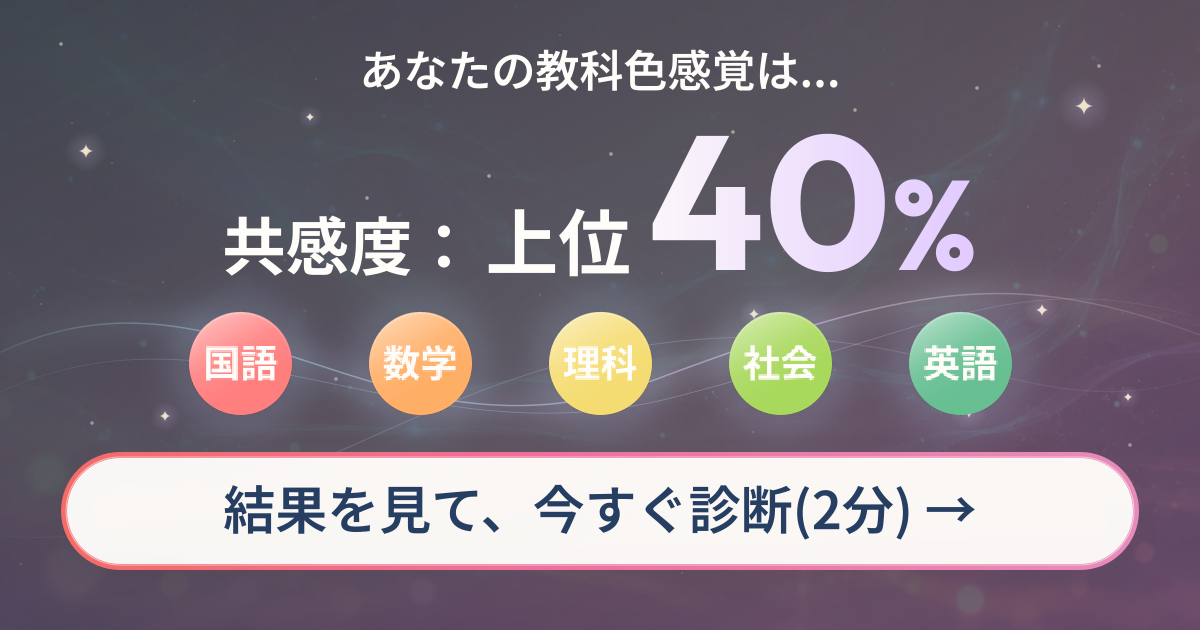 あなたの教科色感覚は...
共感度：上位 40%
国語 数学 理科 社会 英語
結果を見て、今すぐ診断(2分) →